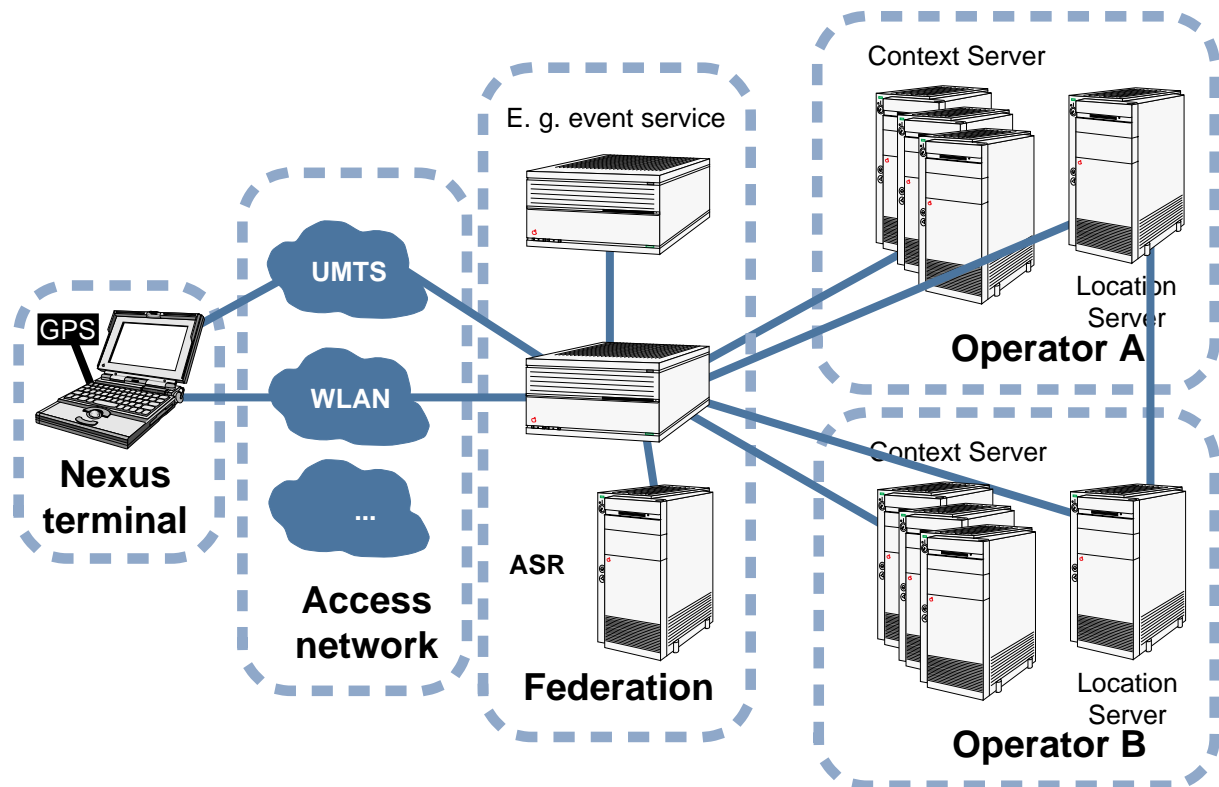 Context Server
E. g. event service
UMTS
GPS
Location
Server
Operator A
WLAN
Context Server
Nexus
terminal
...
ASR
Access
network
Federation
Location
Server
Operator B